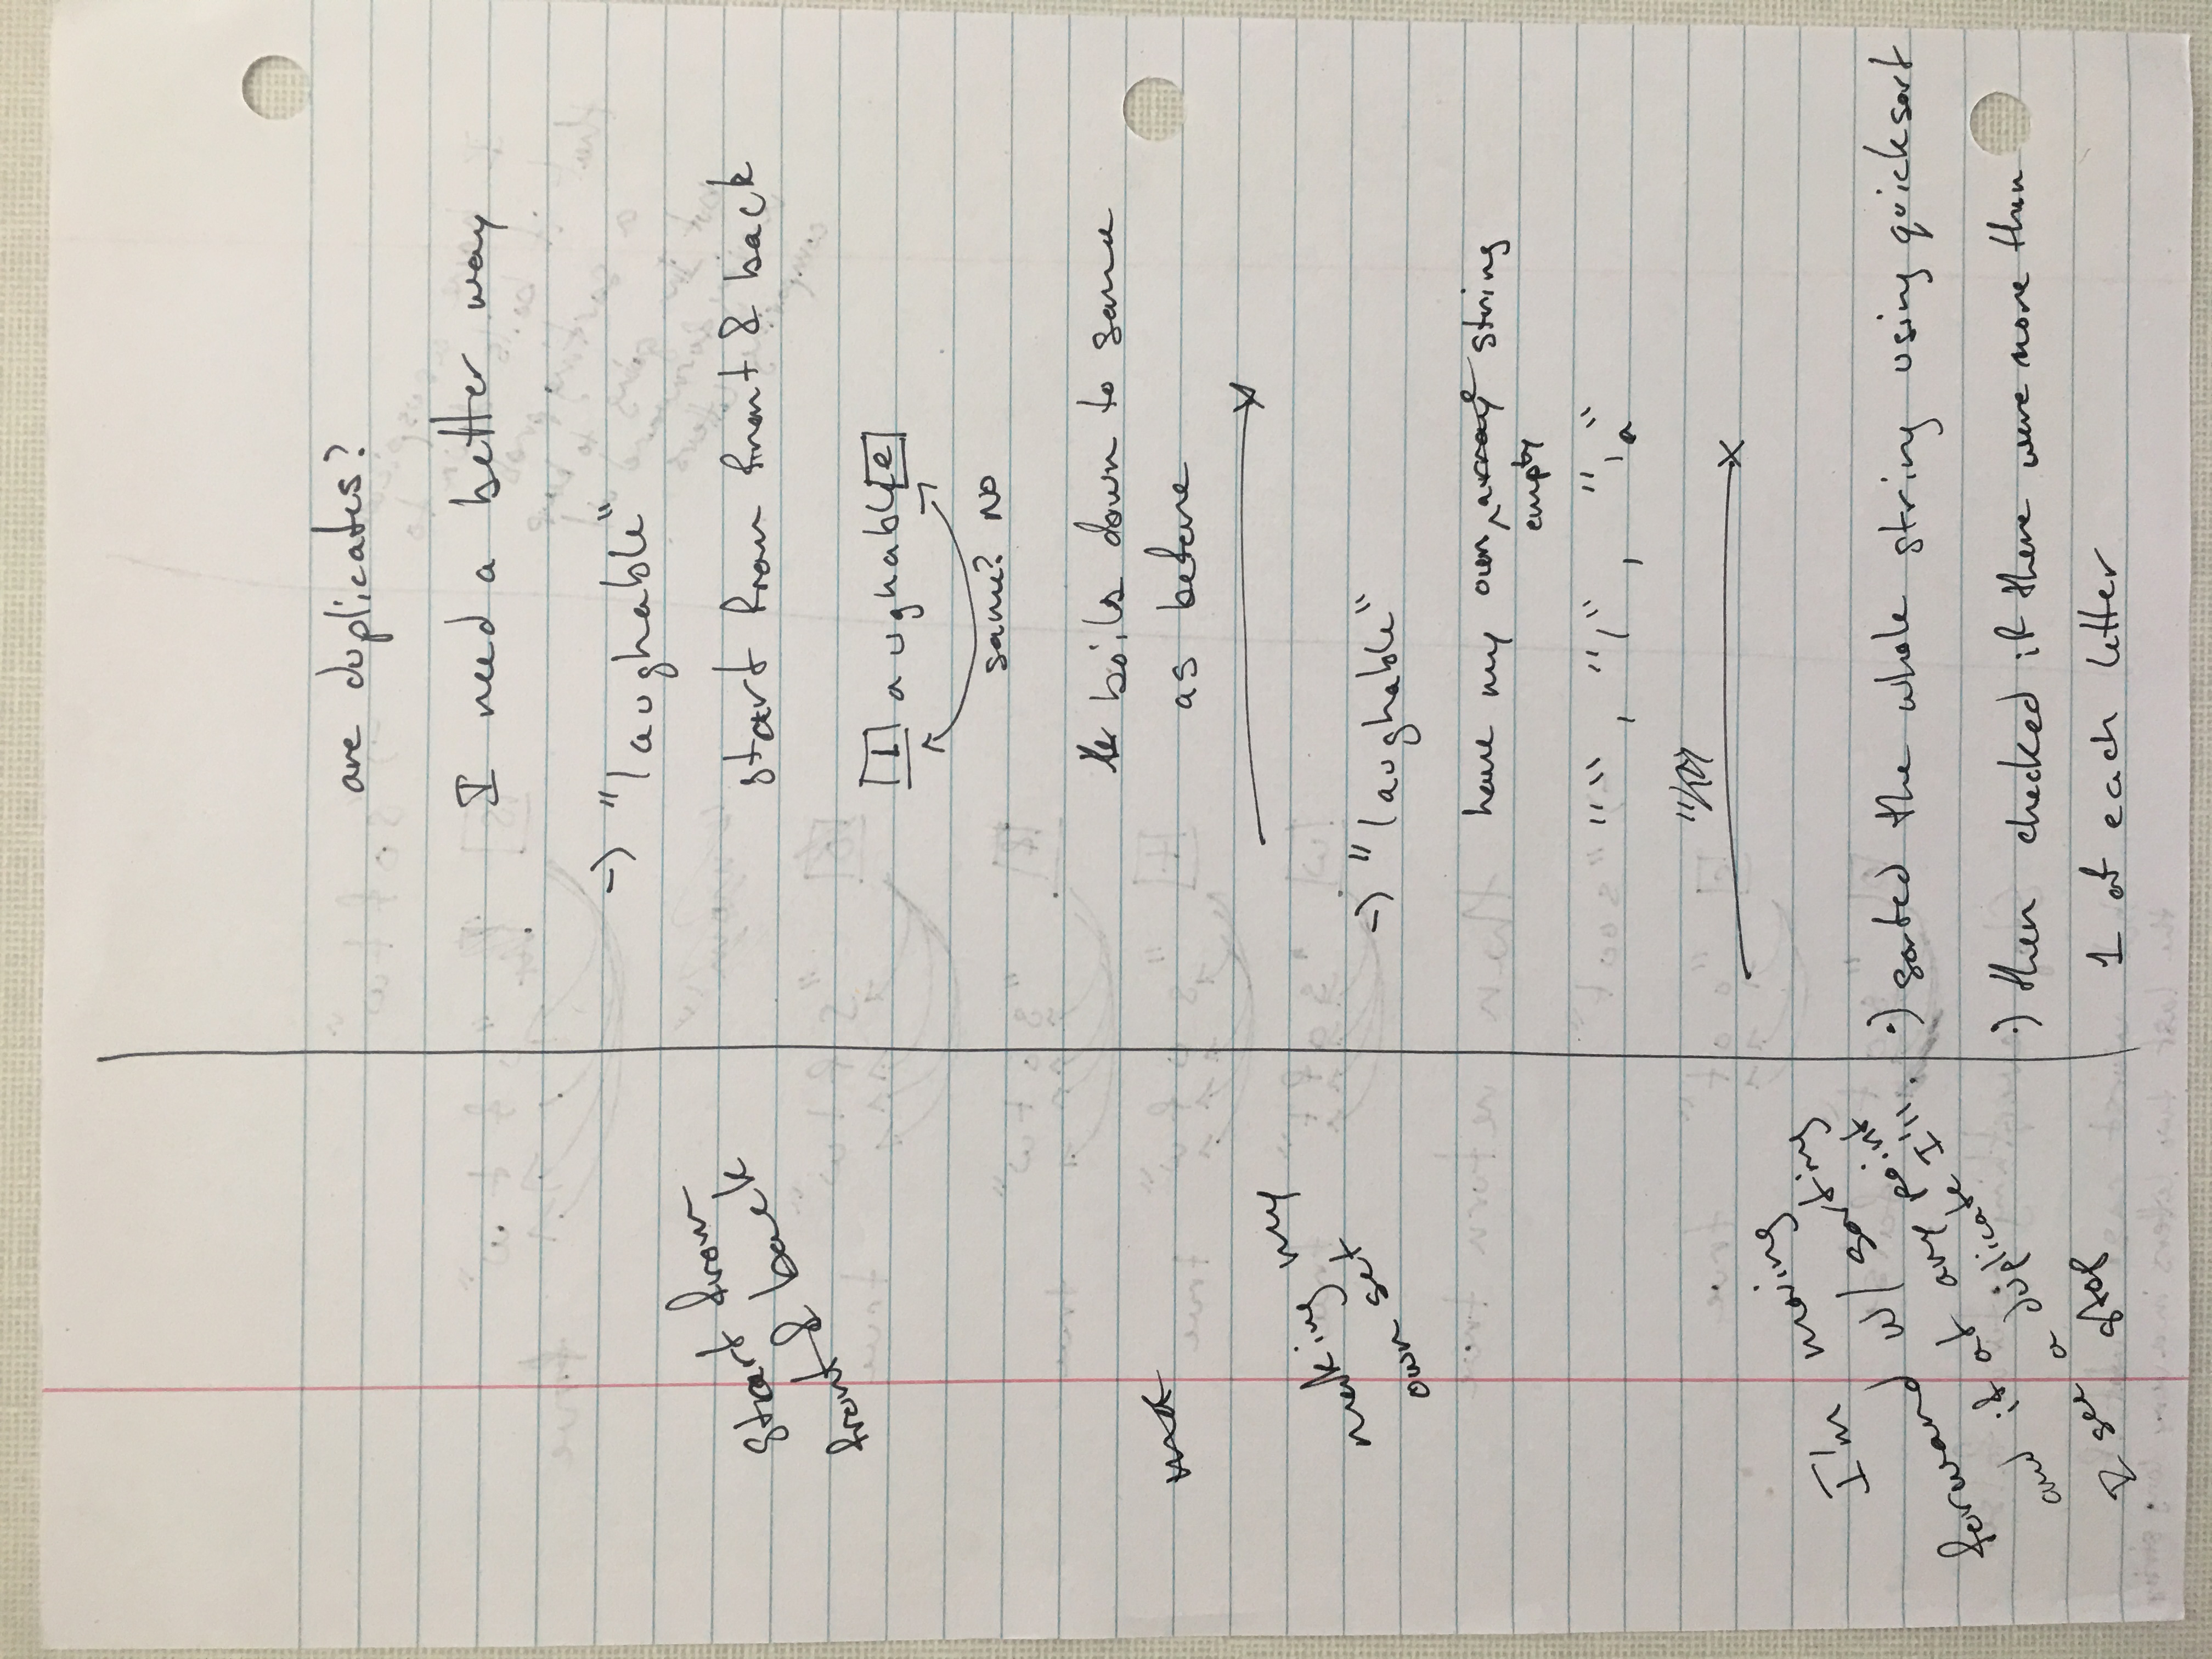 are duplicates?
I need a better way
-) "laughable"
start from
front & back
start from front & back
l aughable
same? NO
boils down to same
as before
making my
own set
-) "laughable"
have my own, array string
empty
"" , "l" , "la"
I'm moving
forward w/ sorting
and if at any point
I see a duplicate I'll
stop
·) sorted the whole string using quicksort
·) then checked if there were more than
1 of each letter